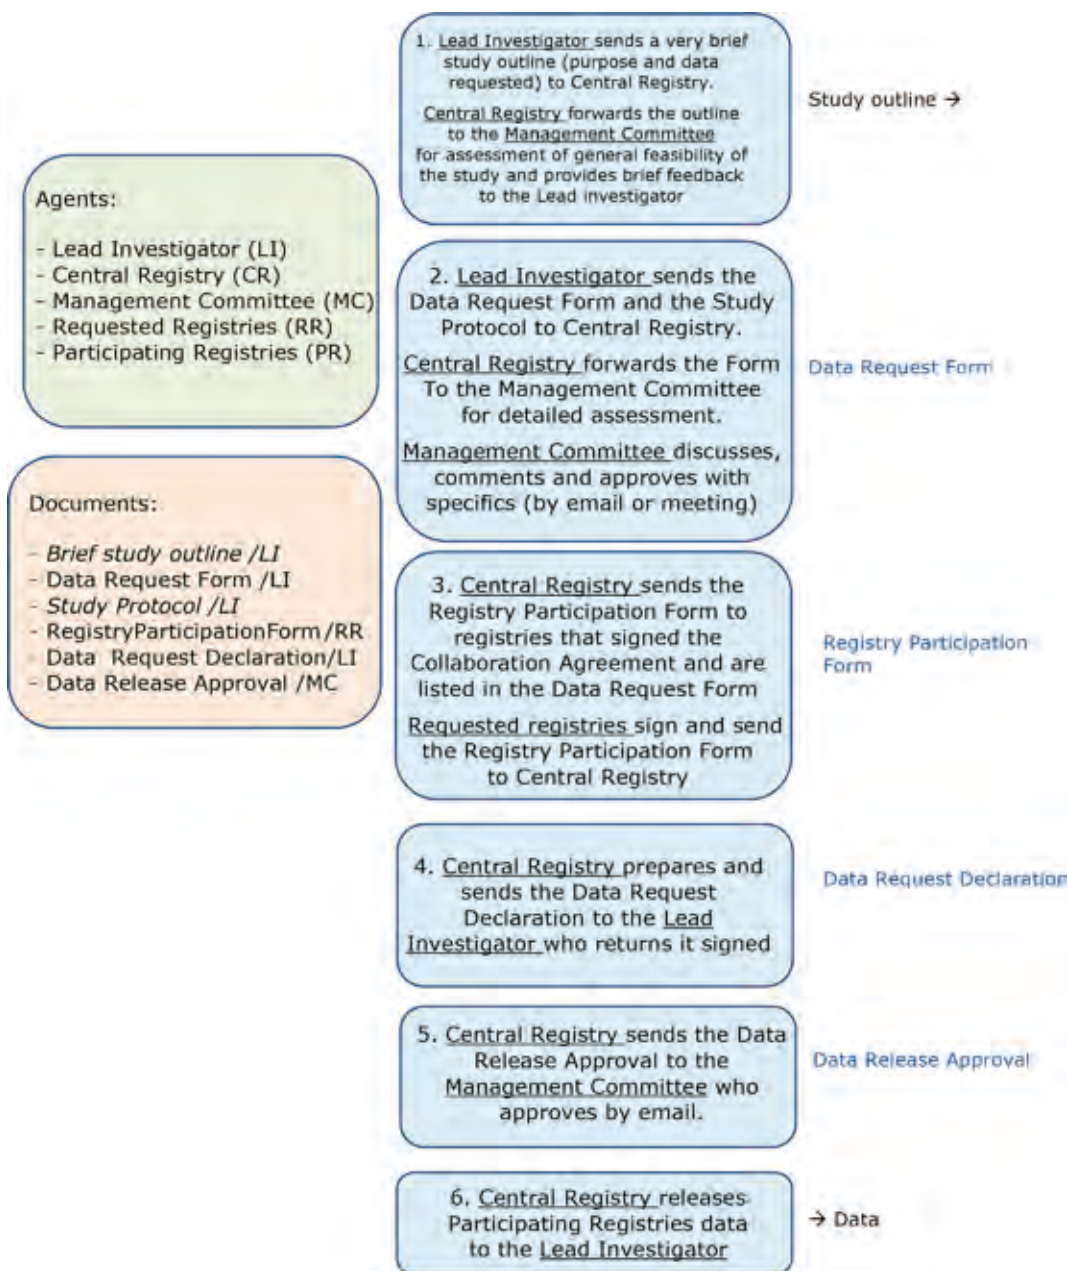 1. Lead Investigator sends a very brief
study outline (purpose and data
requested) to Central Registry.
Central Registry forwards the outline
to the Management Committee
for assessment of general feasibility of
the study and provides brief feedback
to the Lead investigator
Study outline →
Agents:
- Lead Investigator (LI)
- Central Registry (CR)
- Management Committee (MC)
- Requested Registries (RR)
- Participating Registries (PR)
2. Lead Investigator sends the
Data Request Form and the Study
Protocol to Central Registry.
Central Registry forwards the Form
To the Management Committee
for detailed assessment.
Management Committee discusses,
comments and approves with
specifics (by email or meeting)
Data Request Form
Documents:
- Brief study outline /LI
- Data Request Form /LI
- Study Protocol /LI
- RegistryParticipationForm/RR
- Data Request Declaration/LI
- Data Release Approval /MC
3. Central Registry sends the
Registry Participation Form to
registries that signed the
Collaboration Agreement and are
listed in the Data Request Form
Requested registries sign and send
the Registry Participation Form
to Central Registry
Registry Participation
Form
4. Central Registry prepares and
sends the Data Request
Declaration to the Lead
Investigator who returns it signed
Data Request Declaration
5. Central Registry sends the Data
Release Approval to the
Management Committee who
approves by email.
Data Release Approval
6. Central Registry releases
Participating Registries data
to the Lead Investigator
→ Data